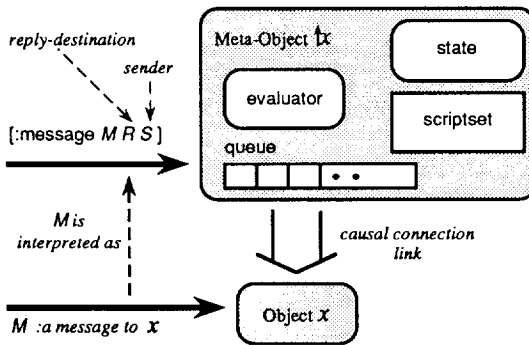 reply-destination
sender
[:message M R S ]
M is
interpreted as
M :a message to x
Meta-Object ↑x
state
evaluator
scriptset
queue
causal connection
link
Object x